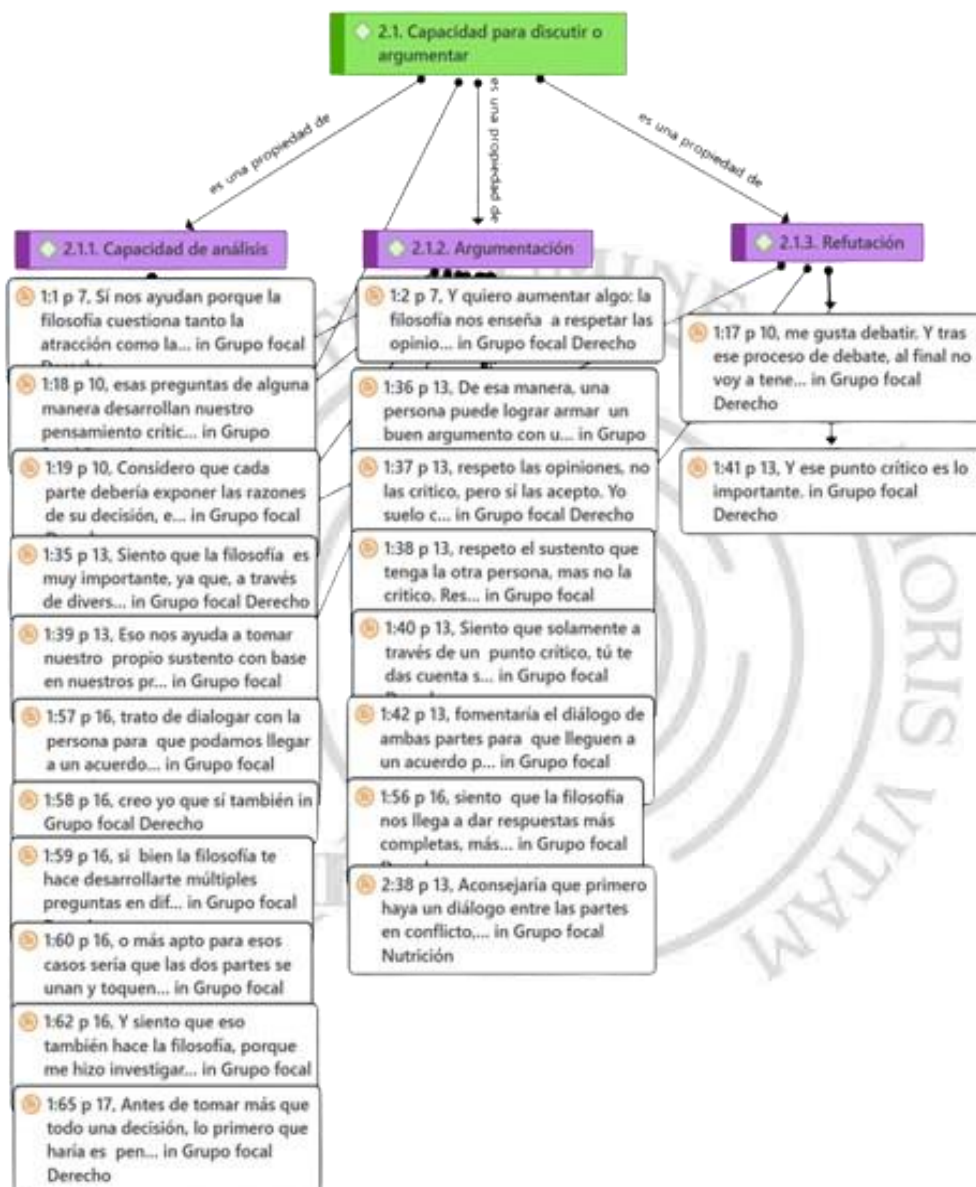 2.1. Capacidad para discutir o
argumentar
es una propiedad de
es una propiedad de
es una propiedad de
2.1.1. Capacidad de análisis
1:1 p 7, Sí nos ayudan porque la
filosofía cuestiona tanto la
atracción como la... in Grupo focal
1:18 p 10, esas preguntas de alguna
manera desarrollan nuestro
pensamiento crític... in Grupo
1:19 p 10, Considero que cada
parte debería exponer las razones
de su decisión, e... in Grupo focal
1:35 p 13, Siento que la filosofía es
muy importante, ya que, a través
de divers... in Grupo focal Derecho
1:39 p 13, Eso nos ayuda a tomar
nuestro propio sustento con base
en nuestros pr... in Grupo focal
1:57 p 16, trato de dialogar con la
persona para que podamos llegar
a un acuerdo... in Grupo focal
1:58 p 16, creo yo que sí también in
Grupo focal Derecho
1:59 p 16, si bien la filosofía te
hace desarrollarte múltiples
preguntas en dif... in Grupo focal
1:60 p 16, o más apto para esos
casos sería que las dos partes se
unan y toquen... in Grupo focal
1:62 p 16, Y siento que eso
también hace la filosofía, porque
me hizo investigar... in Grupo focal
1:65 p 17, Antes de tomar más que
todo una decisión, lo primero que
haría es pen... in Grupo focal
Derecho
2.1.2. Argumentación
1:2 p 7, Y quiero aumentar algo: la
filosofía nos enseña a respetar las
opinio... in Grupo focal Derecho
1:36 p 13, De esa manera, una
persona puede lograr armar un
buen argumento con u... in Grupo
1:37 p 13, respeto las opiniones, no
las critico, pero sí las acepto. Yo
suelo c... in Grupo focal Derecho
1:38 p 13, respeto el sustento que
tenga la otra persona, mas no la
critico. Res... in Grupo focal
1:40 p 13, Siento que solamente a
través de un punto crítico, tú te
das cuenta s... in Grupo focal
1:42 p 13, fomentaría el diálogo de
ambas partes para que lleguen a
un acuerdo p... in Grupo focal
1:56 p 16, siento que la filosofía
nos llega a dar respuestas más
completas, más... in Grupo focal
2:38 p 13, Aconsejaría que primero
haya un diálogo entre las partes
en conflicto,... in Grupo focal
Nutrición
2.1.3. Refutación
1:17 p 10, me gusta debatir. Y tras
ese proceso de debate, al final no
voy a tene... in Grupo focal
Derecho
1:41 p 13, Y ese punto crítico es lo
importante. in Grupo focal
Derecho
VITAM